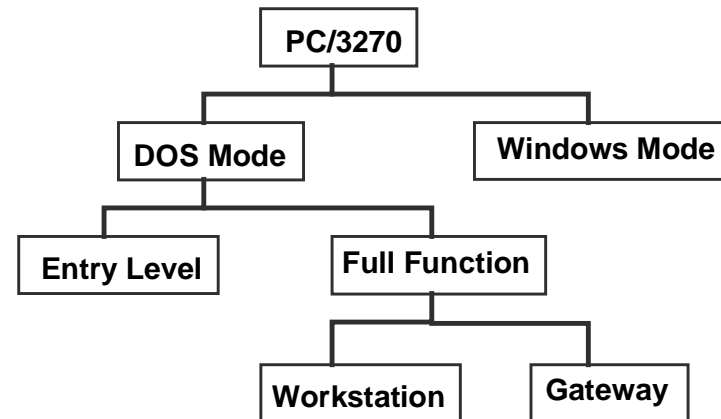 PC/3270
DOS Mode
Windows Mode
Entry Level
Full Function
Workstation
Gateway